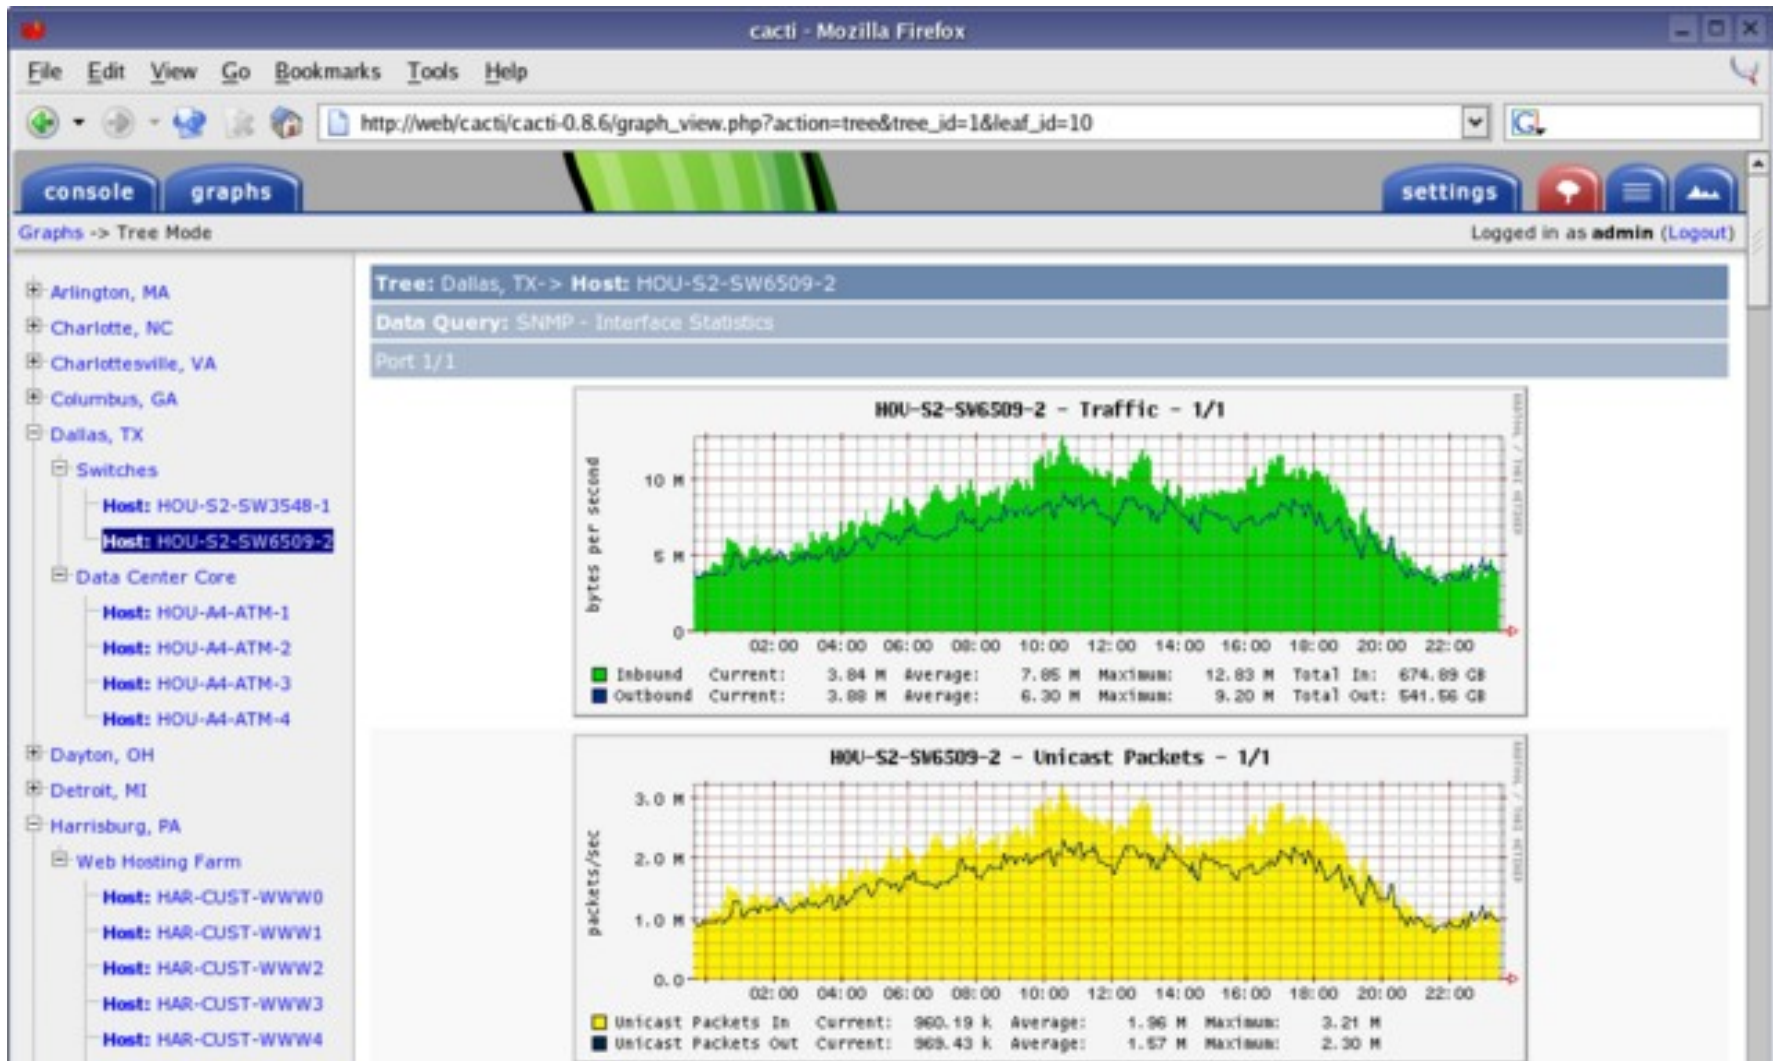 cacti - Mozilla Firefox
File Edit View Go Bookmarks Tools Help
http://web/cacti/cacti-0.8.6/graph_view.php?action=tree&tree_id=1&leaf_id=10
G
console graphs settings
Graphs -> Tree Mode Logged in as admin (Logout)
Arlington, MA
Charlotte, NC
Charlottesville, VA
Columbus, GA
Dallas, TX
Switches
Host: HOU-S2-SW3548-1
Host: HOU-S2-SW6509-2
Data Center Core
Host: HOU-A4-ATM-1
Host: HOU-A4-ATM-2
Host: HOU-A4-ATM-3
Host: HOU-A4-ATM-4
Dayton, OH
Detroit, MI
Harrisburg, PA
Web Hosting Farm
Host: HAR-CUST-WWW0
Host: HAR-CUST-WWW1
Host: HAR-CUST-WWW2
Host: HAR-CUST-WWW3
Host: HAR-CUST-WWW4
Tree: Dallas, TX-> Host: HOU-S2-SW6509-2
Data Query: SNMP - Interface Statistics
Port 1/1
HOU-S2-SW6509-2 - Traffic - 1/1
bytes per second
10 M
5 M
0
02:00 04:00 06:00 08:00 10:00 12:00 14:00 16:00 18:00 20:00 22:00
Inbound Current: 3.84 M Average: 7.85 M Maximum: 12.83 M Total In: 674.89 GB
Outbound Current: 3.88 M Average: 6.30 M Maximum: 9.20 M Total Out: 541.56 GB
HOU-S2-SW6509-2 - Unicast Packets - 1/1
packets/sec
3.0 M
2.0 M
1.0 M
0.0
02:00 04:00 06:00 08:00 10:00 12:00 14:00 16:00 18:00 20:00 22:00
Unicast Packets In Current: 960.19 k Average: 1.96 M Maximum: 3.21 M
Unicast Packets Out Current: 969.43 k Average: 1.57 M Maximum: 2.30 M